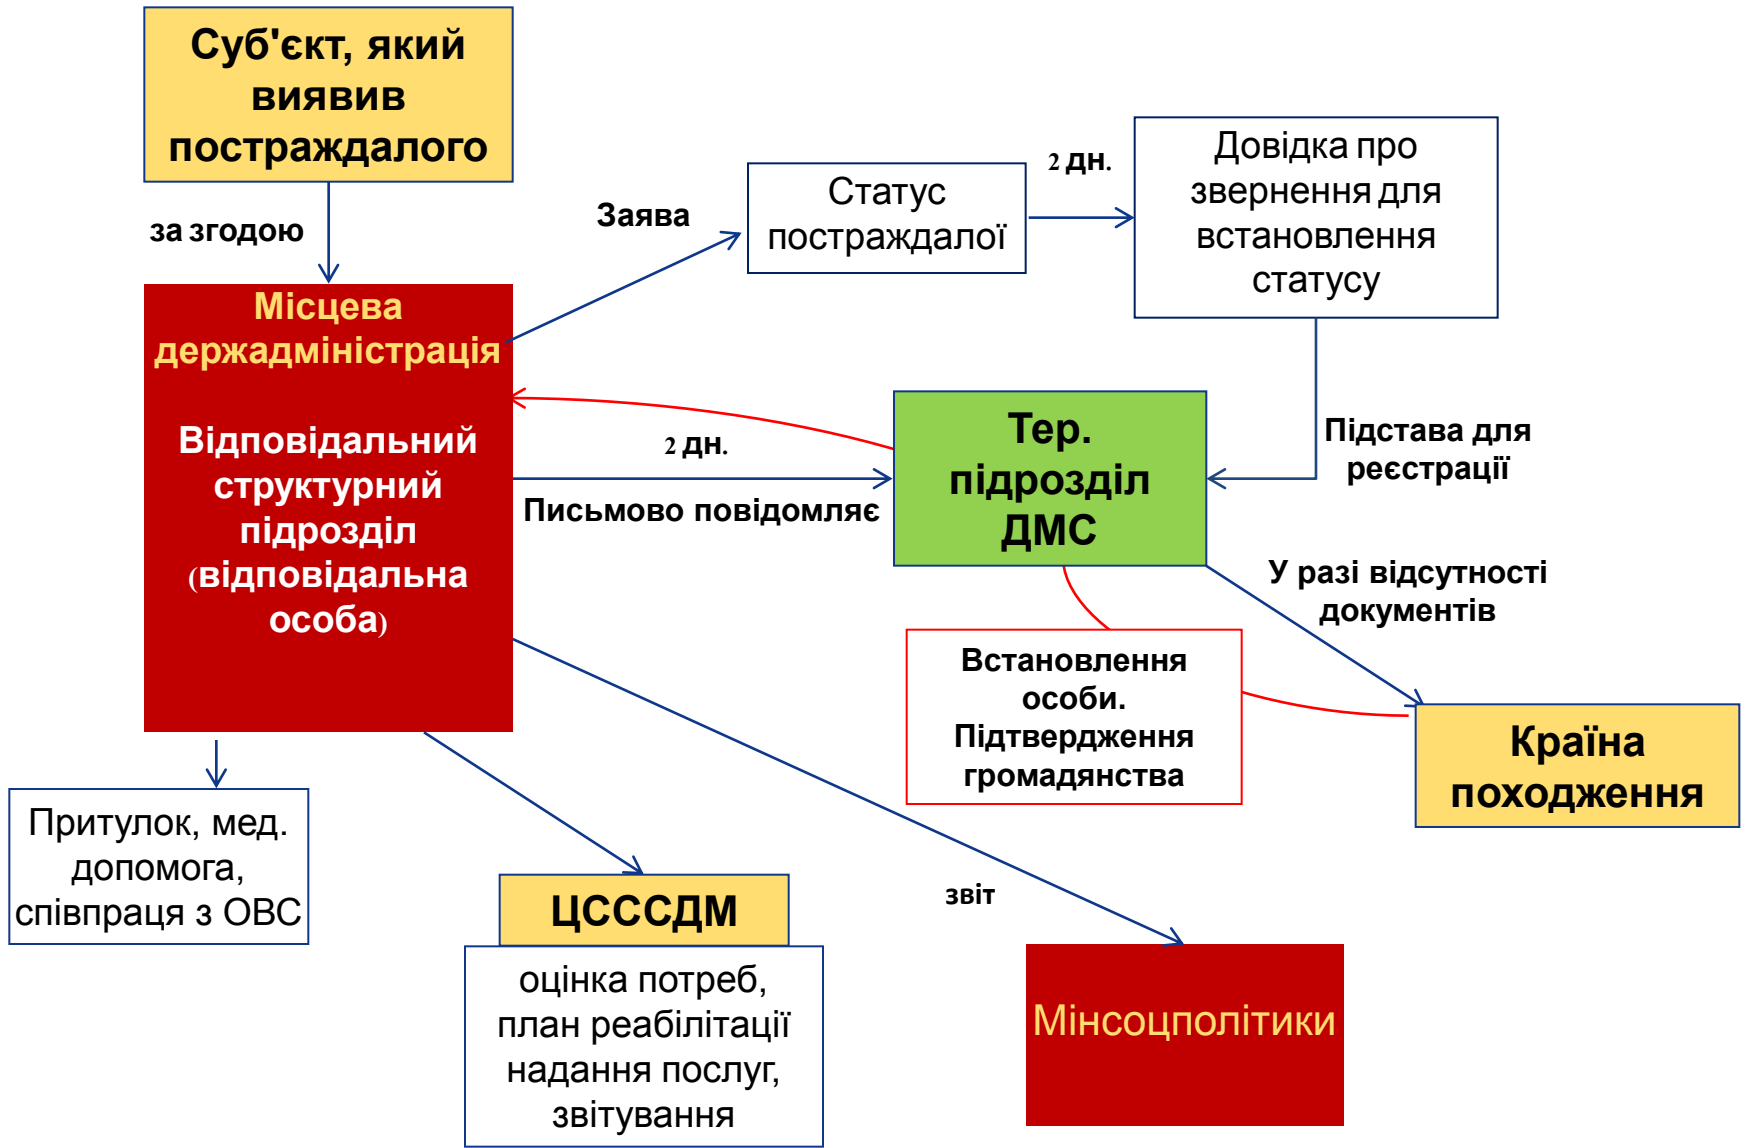 Суб'єкт, який
виявив
постраждалого
за згодою
Місцева
держадміністрація
Відповідальний
структурний
підрозділ
(відповідальна
особа)
Заява
Статус
постраждалої
2 дн.
Довідка про
звернення для
встановлення
статусу
2 дн.
Письмово повідомляє
Тер.
підрозділ
ДМС
Підстава для
реєстрації
У разі відсутності
документів
Встановлення
особи.
Підтвердження
громадянства
Країна
походження
Притулок, мед.
допомога,
співпраця з ОВС
ЦСССДМ
оцінка потреб,
план реабілітації
надання послуг,
звітування
звіт
Мінсоцполітики